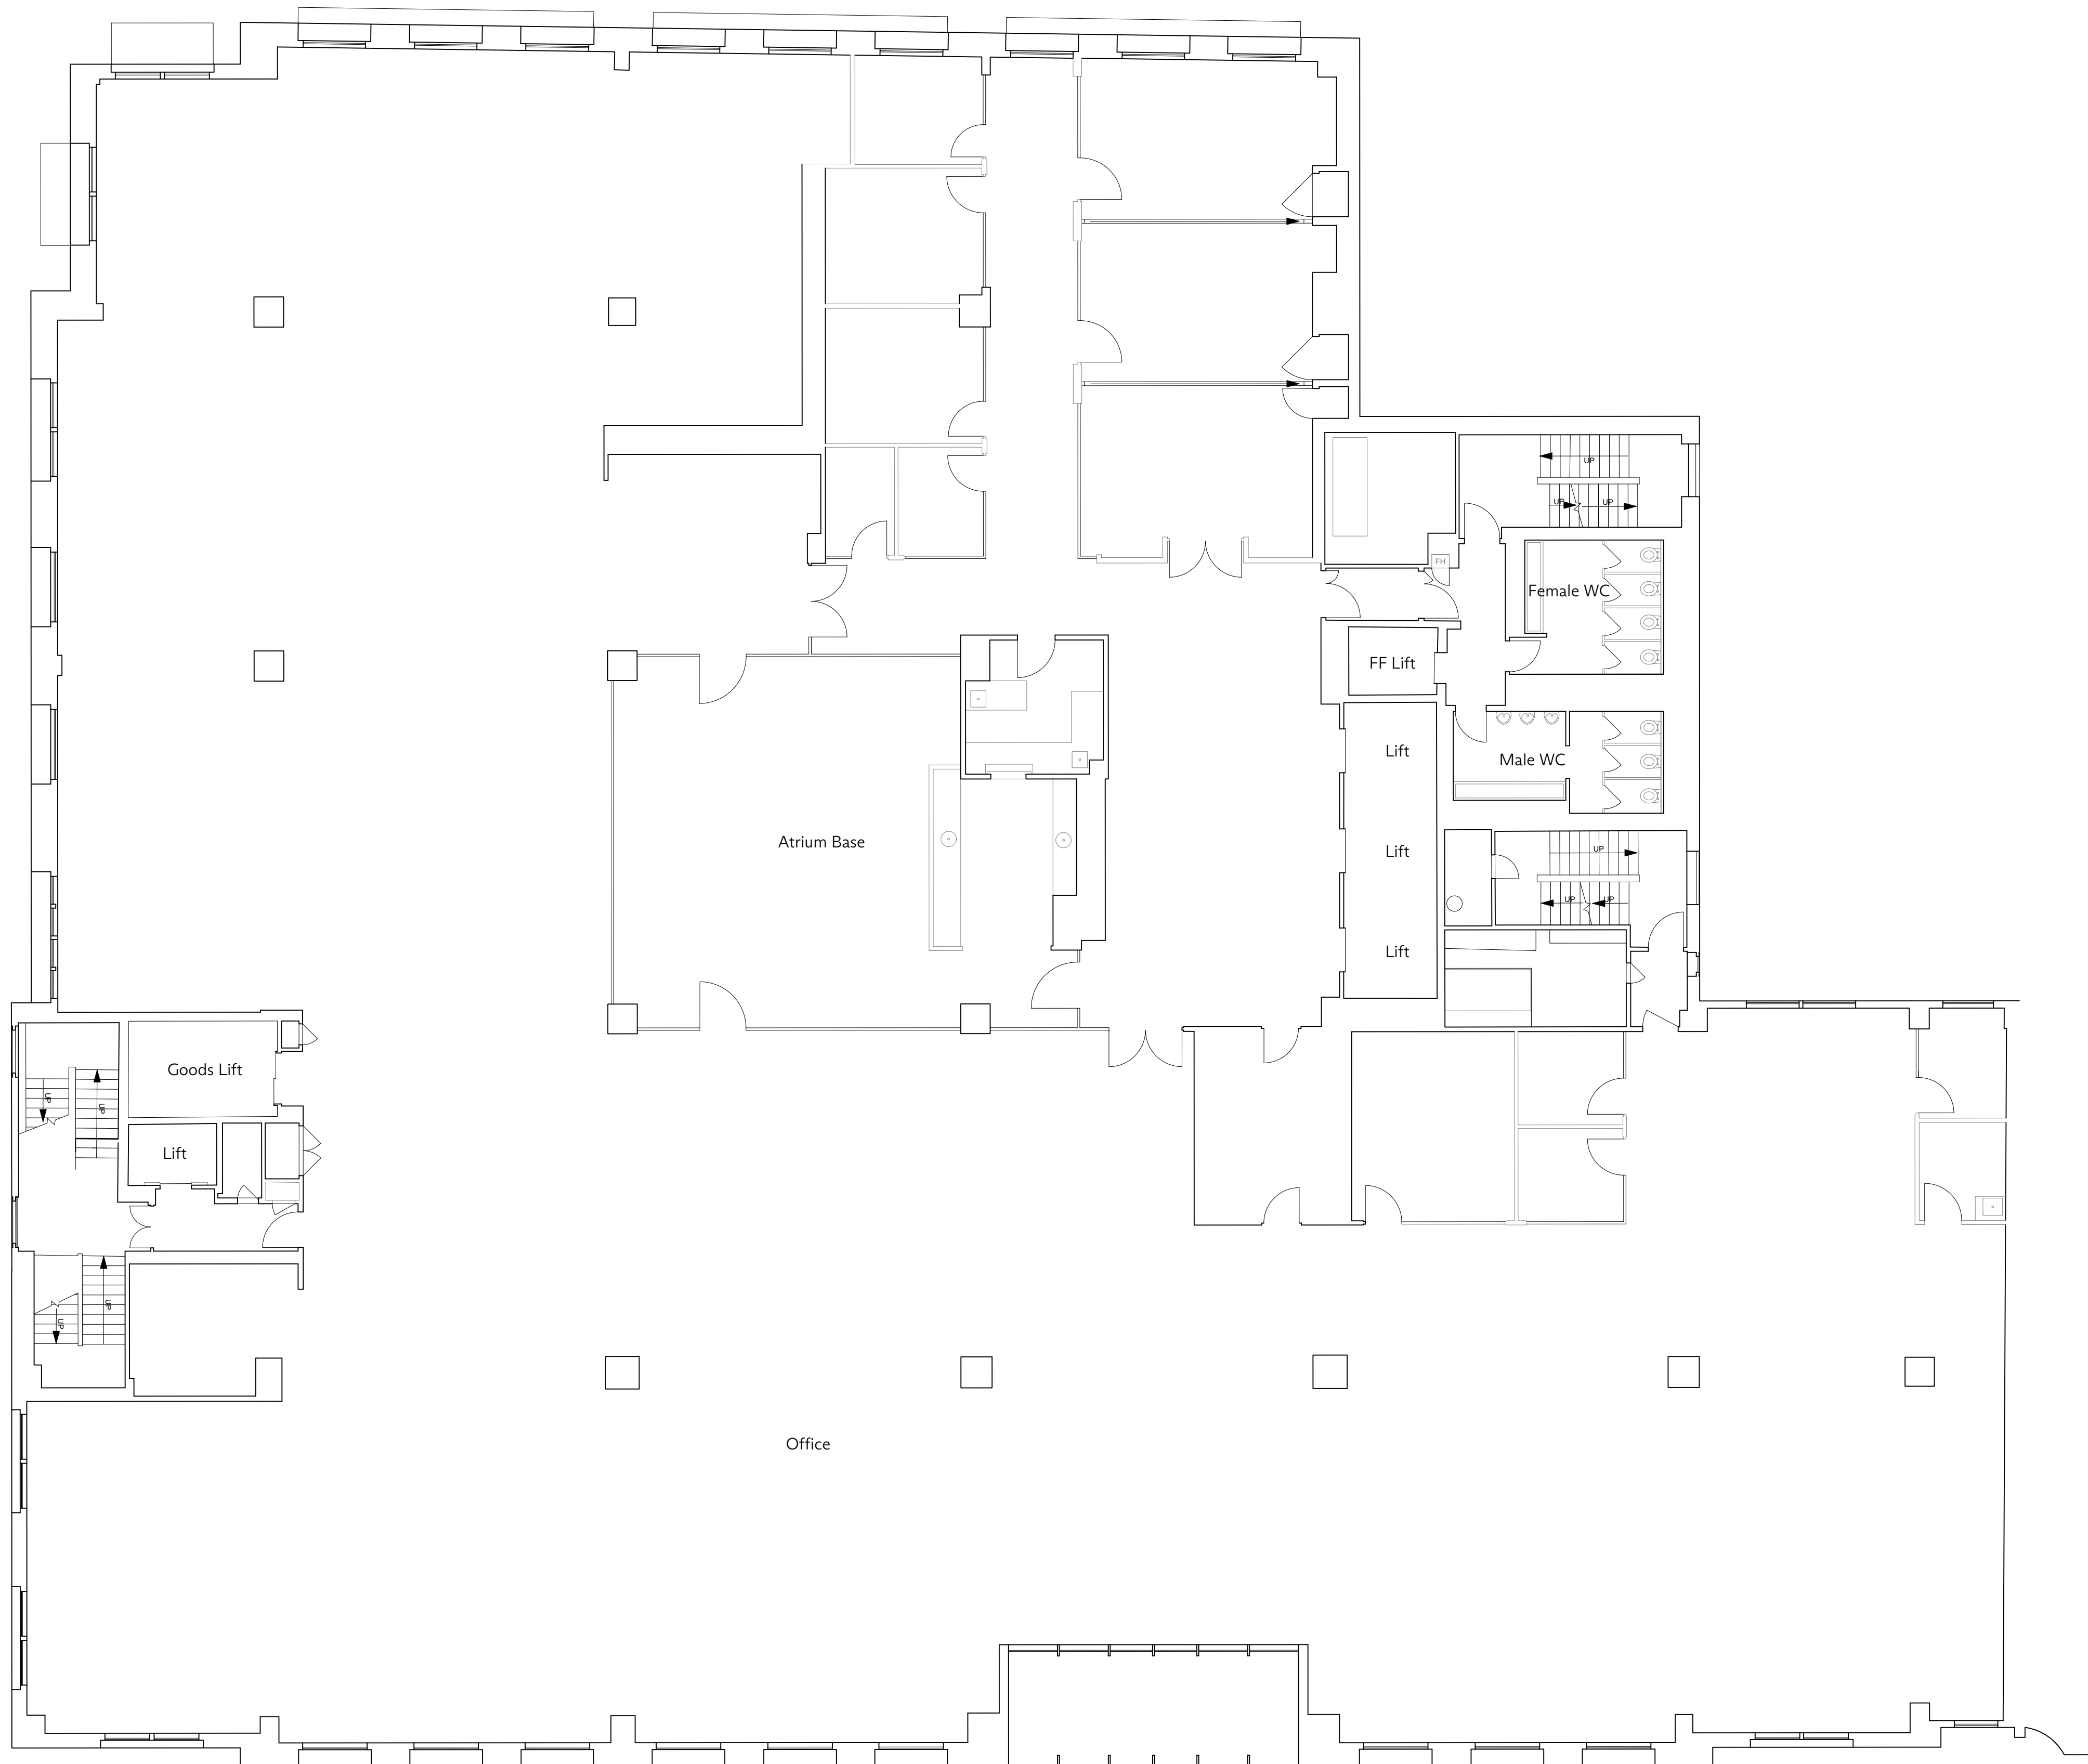 UP
UP
UP
FH
Female WC
FF Lift
Lift
Male WC
Atrium Base
Lift
UP
UP
UP
Lift
Goods Lift
UP
UP
Lift
UP
UP
Office